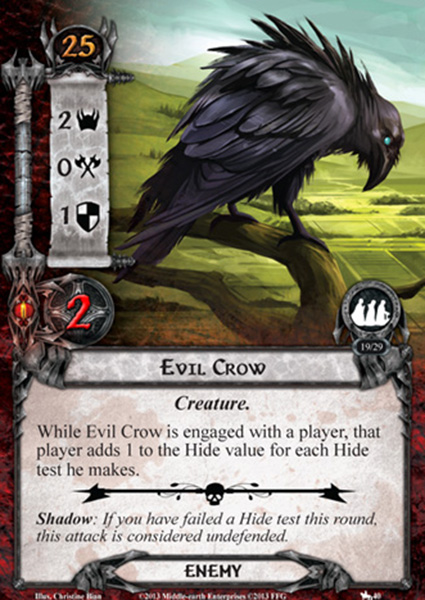 25
2
0
1
2
19/29
EVIL CROW
Creature.
While Evil Crow is engaged with a player, that
player adds 1 to the Hide value for each Hide
test he makes.
Shadow: If you have failed a Hide test this round,
this attack is considered undefended.
ENEMY
Illus. Christine Bian ©2013 Middle-earth Enterprises ©2013 FFG 40